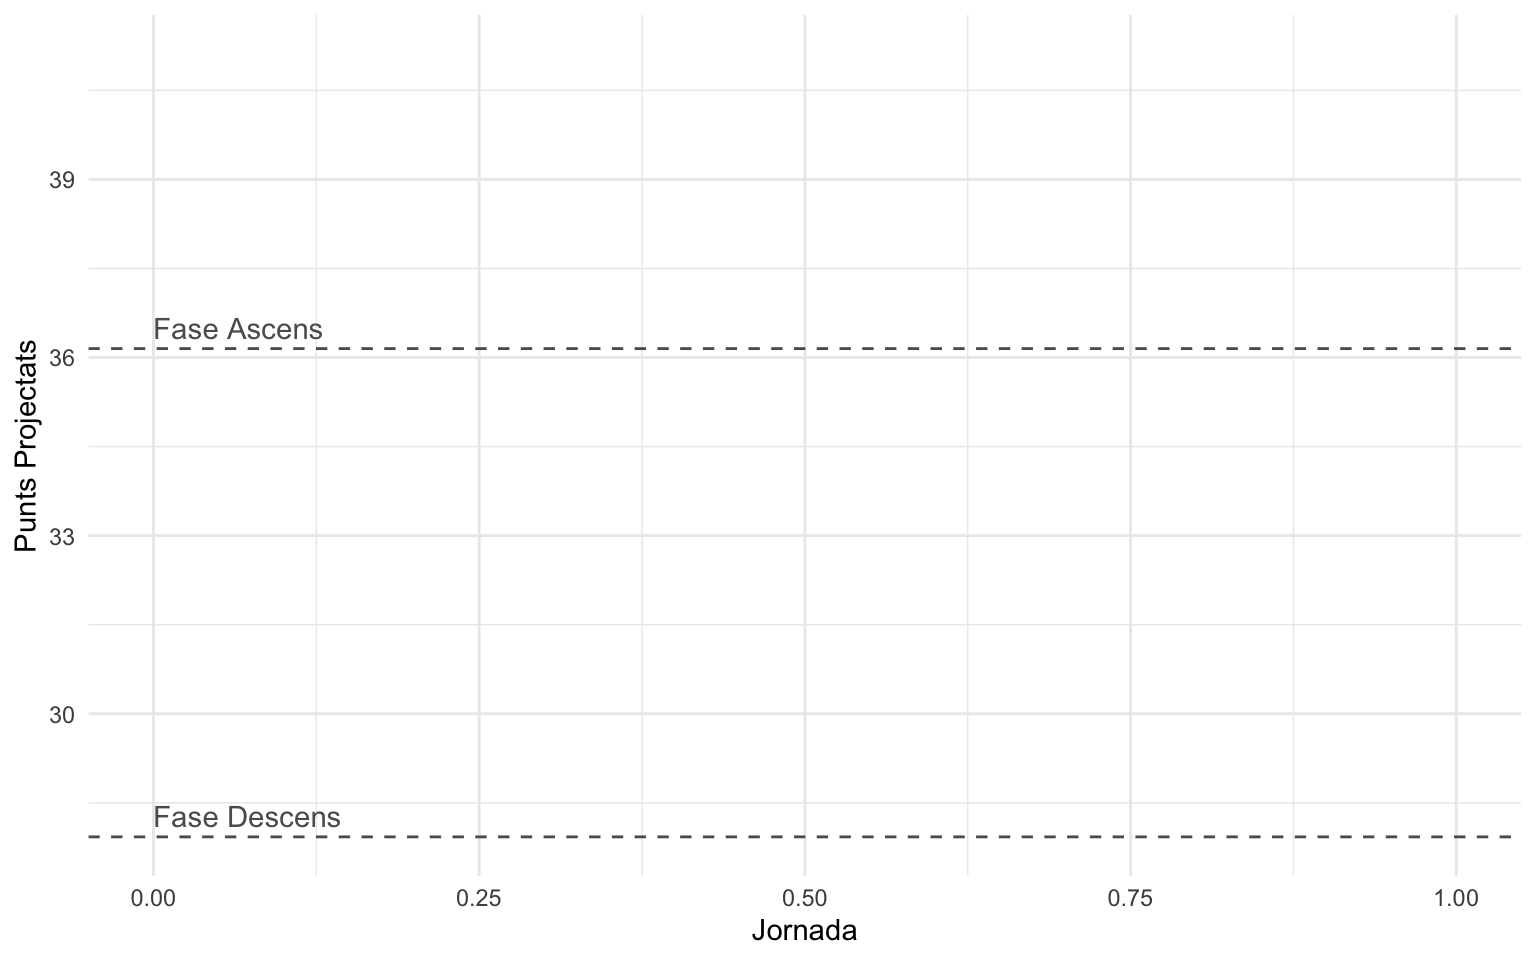 39
Fase Ascens
36
Punts Projectats
33
30
Fase Descens
0.00 0.25 0.50 0.75 1.00
Jornada